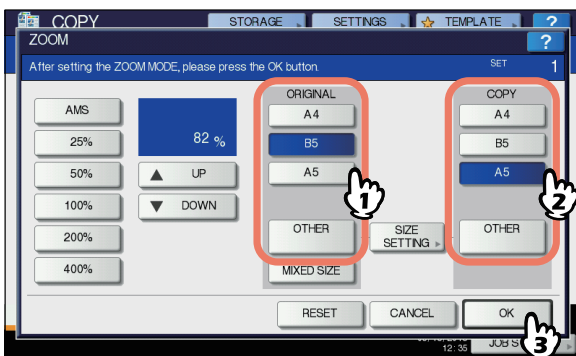 COPY STORAGE SETTINGS TEMPLATE ?
ZOOM ?
After setting the ZOOM MODE, please press the OK button. SET 1
ORIGINAL COPY
AMS A4 A4
25% 82 % B5 B5
50% UP A5 A5
1 2
100% DOWN
200% OTHER SIZE SETTING OTHER
400% MIXED SIZE
RESET CANCEL OK
3
12:35 JOB S